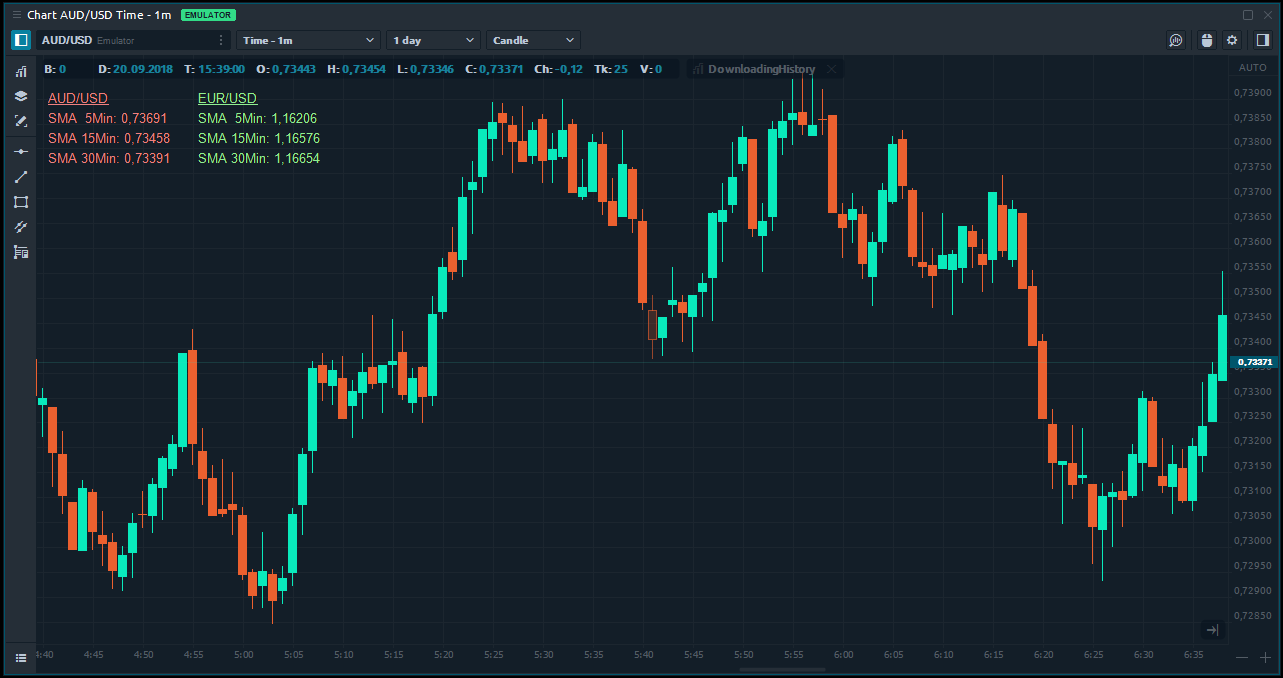 Chart AUD/USD Time - 1m EMULATOR
AUD/USD Emulator Time - 1m 1 day Candle
B: 0 D: 20.09.2018 T: 15:39:00 O: 0,73443 H: 0,73454 L: 0,73346 C: 0,73371 Ch: -0,12 Tk: 25 V: 0 DownloadingHistory AUTO
AUD/USD EUR/USD
SMA 5Min: 0,73691 SMA 5Min: 1,16206
SMA 15Min: 0,73458 SMA 15Min: 1,16576
SMA 30Min: 0,73391 SMA 30Min: 1,16654
0,73900
0,73850
0,73800
0,73750
0,73700
0,73650
0,73600
0,73550
0,73500
0,73450
0,73400
0,73371
0,73300
0,73250
0,73200
0,73150
0,73100
0,73050
0,73000
0,72950
0,72900
0,72850
4:40 4:45 4:50 4:55 5:00 5:05 5:10 5:15 5:20 5:25 5:30 5:35 5:40 5:45 5:50 5:55 6:00 6:05 6:10 6:15 6:20 6:25 6:30 6:35